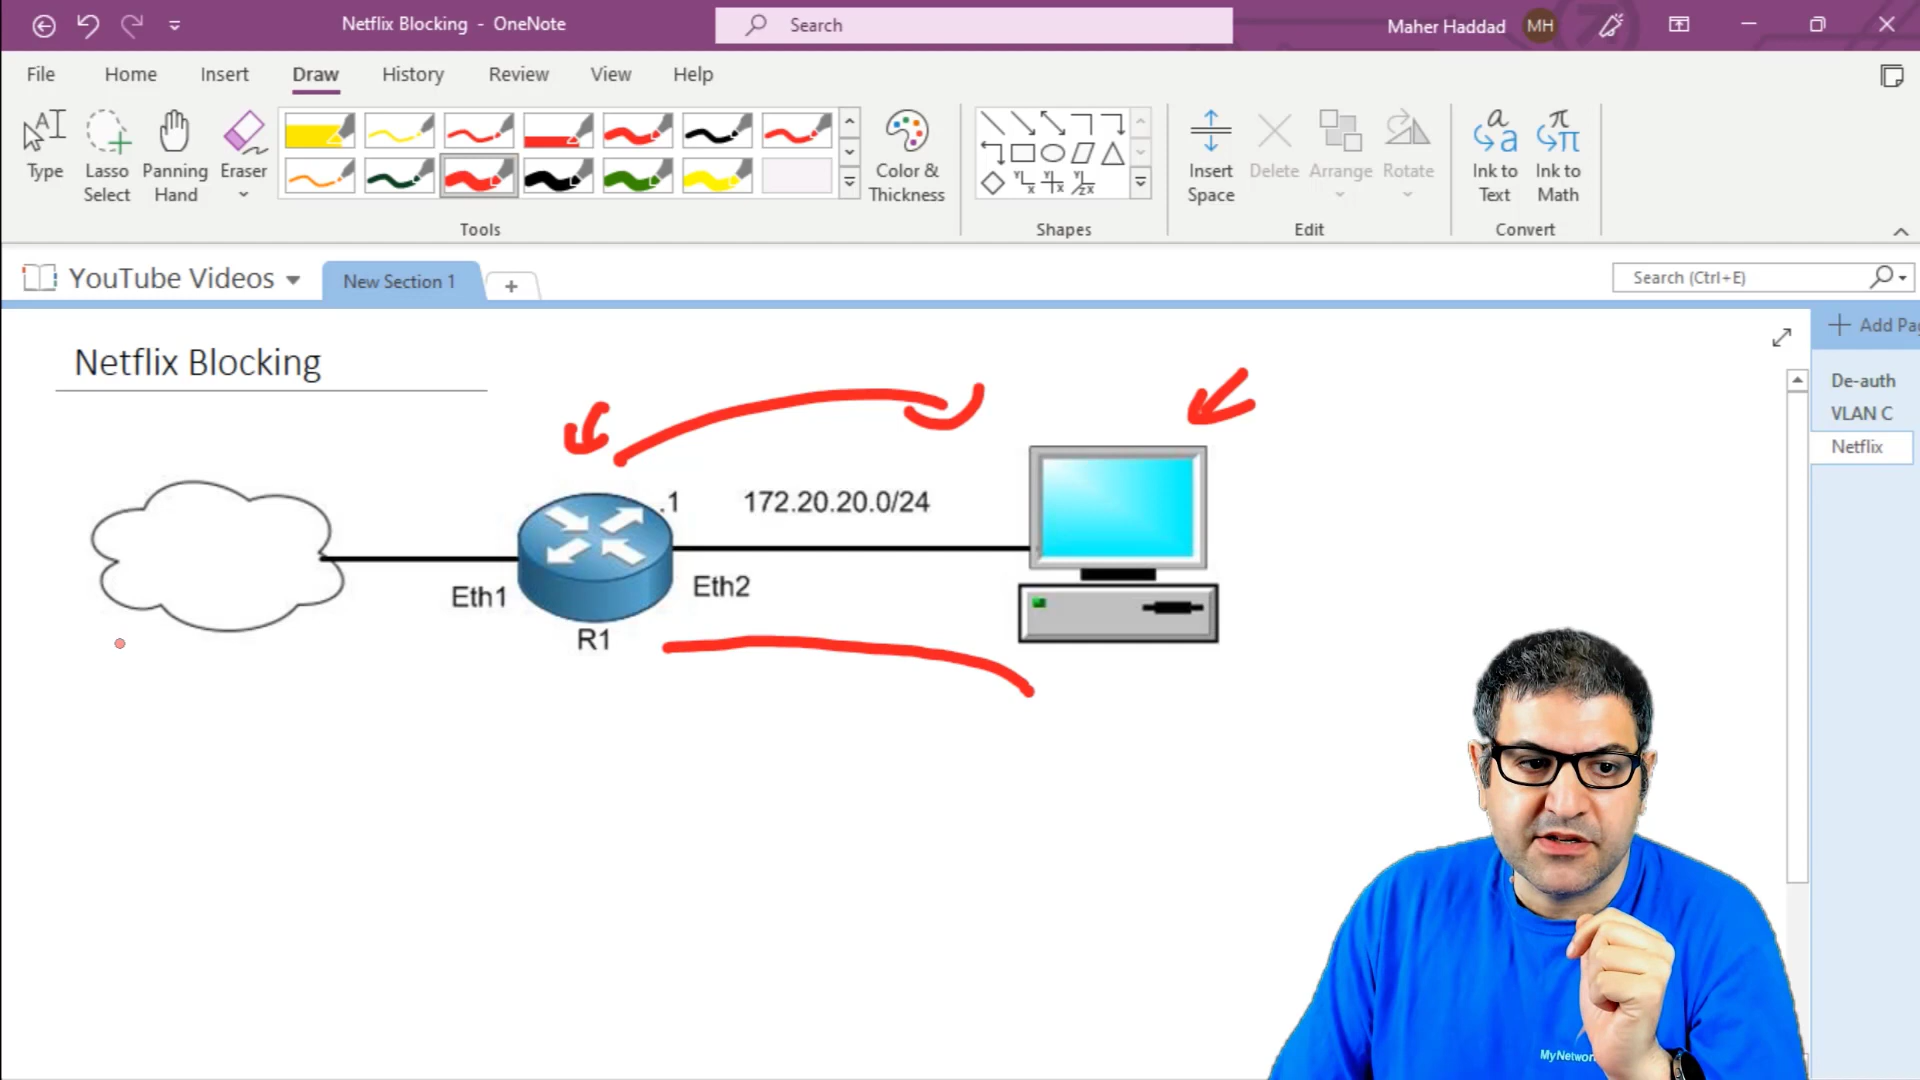 Netflix Blocking - OneNote
Search
Maher Haddad
MH
File
Home
Insert
Draw
History
Review
View
Help
Type
Lasso Select
Panning Hand
Eraser
Color & Thickness
Insert Space
Delete
Arrange
Rotate
Ink to Text
Ink to Math
Tools
Shapes
Edit
Convert
YouTube Videos
New Section 1
Search (Ctrl+E)
Add Pag
Netflix Blocking
De-auth
VLAN C
Netflix
.1
172.20.20.0/24
Eth1
Eth2
R1
MyNetwor